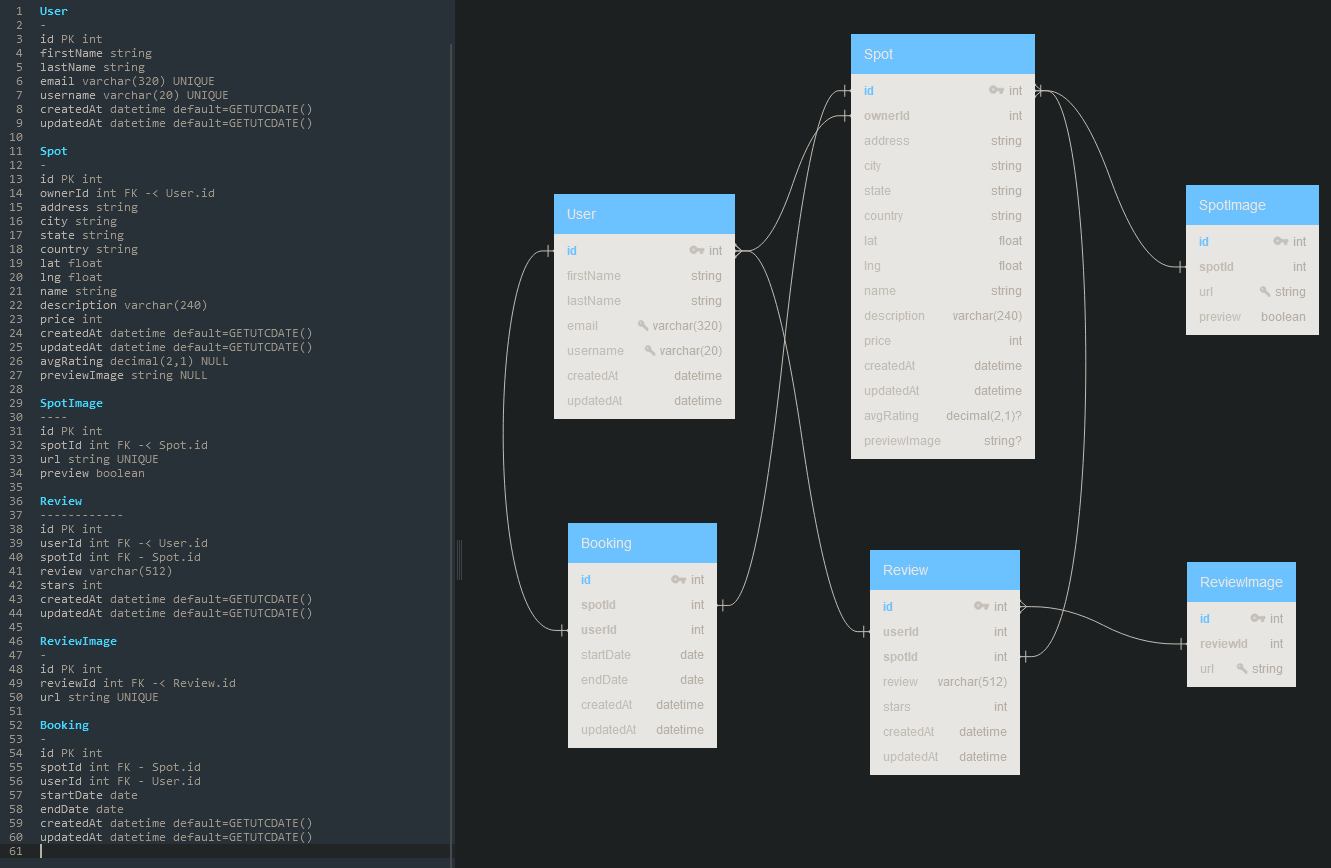 1 User
2 -
3 id PK int
4 firstName string
5 lastName string
6 email varchar(320) UNIQUE
7 username varchar(20) UNIQUE
8 createdAt datetime default=GETUTCDATE()
9 updatedAt datetime default=GETUTCDATE()
10
11 Spot
12 -
13 id PK int
14 ownerId int FK -< User.id
15 address string
16 city string
17 state string
18 country string
19 lat float
20 lng float
21 name string
22 description varchar(240)
23 price int
24 createdAt datetime default=GETUTCDATE()
25 updatedAt datetime default=GETUTCDATE()
26 avgRating decimal(2,1) NULL
27 previewImage string NULL
28
29 SpotImage
30 ----
31 id PK int
32 spotId int FK -< Spot.id
33 url string UNIQUE
34 preview boolean
35
36 Review
37 ------------
38 id PK int
39 userId int FK -< User.id
40 spotId int FK - Spot.id
41 review varchar(512)
42 stars int
43 createdAt datetime default=GETUTCDATE()
44 updatedAt datetime default=GETUTCDATE()
45
46 ReviewImage
47 -
48 id PK int
49 reviewId int FK -< Review.id
50 url string UNIQUE
51
52 Booking
53 -
54 id PK int
55 spotId int FK - Spot.id
56 userId int FK - User.id
57 startDate date
58 endDate date
59 createdAt datetime default=GETUTCDATE()
60 updatedAt datetime default=GETUTCDATE()
61
User
id int
firstName string
lastName string
email varchar(320)
username varchar(20)
createdAt datetime
updatedAt datetime
Spot
id int
ownerId int
address string
city string
state string
country string
lat float
lng float
name string
description varchar(240)
price int
createdAt datetime
updatedAt datetime
avgRating decimal(2,1)?
previewImage string?
SpotImage
id int
spotId int
url string
preview boolean
Booking
id int
spotId int
userId int
startDate date
endDate date
createdAt datetime
updatedAt datetime
Review
id int
userId int
spotId int
review varchar(512)
stars int
createdAt datetime
updatedAt datetime
ReviewImage
id int
reviewId int
url string